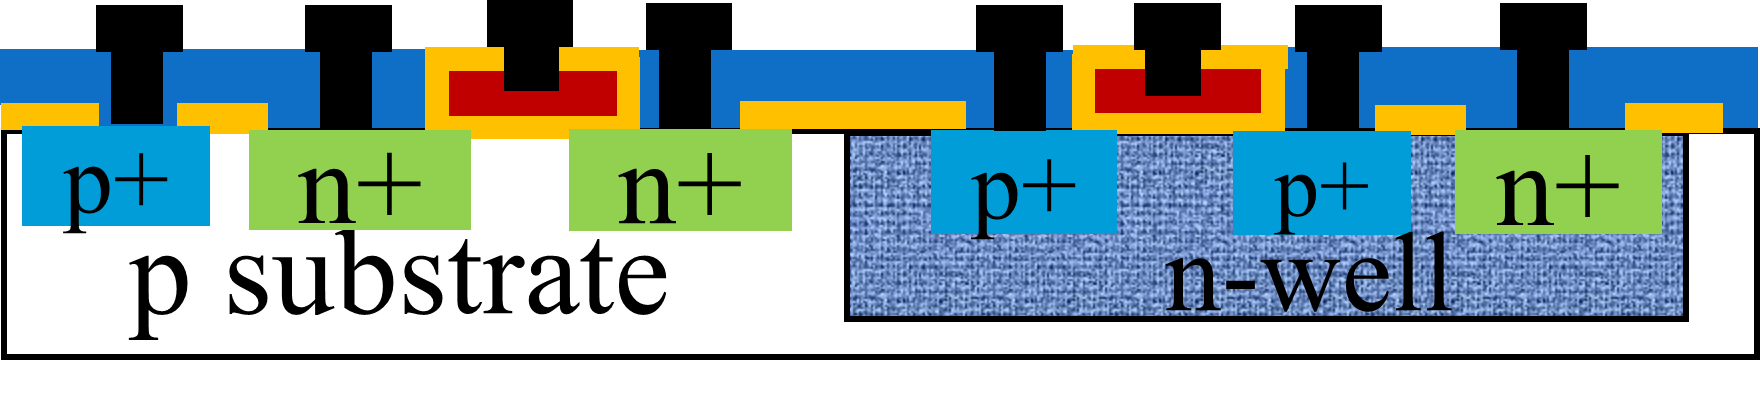 p+ n+ n+ p+ p+ n+
p substrate n-well